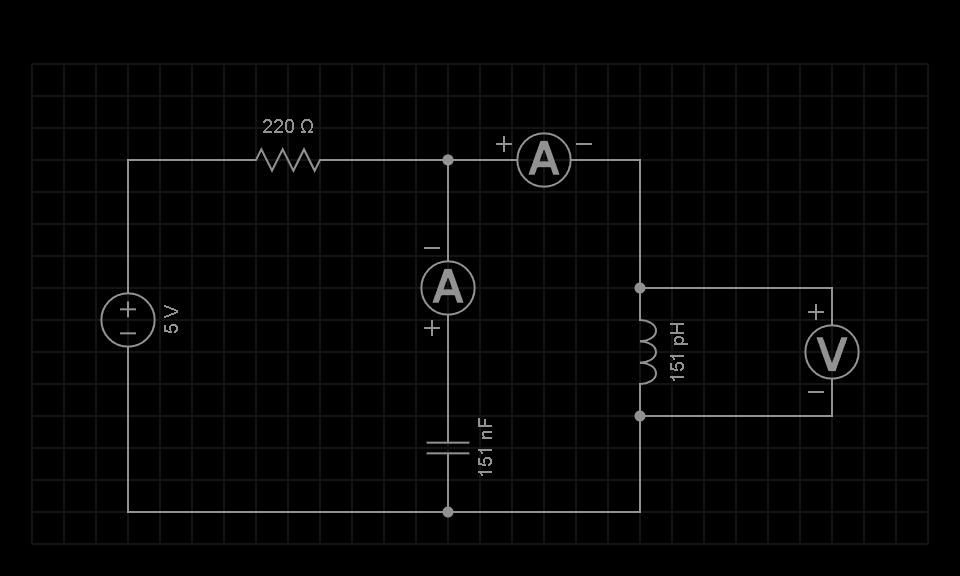 220 Ω
+ A −
−
A
+
+
−
5 V
151 pH
+
V
−
151 nF